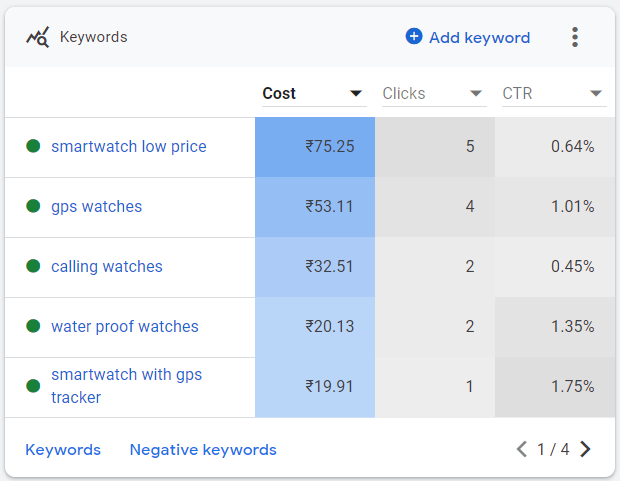 Keywords
Add keyword
Cost Clicks CTR
smartwatch low price ₹75.25 5 0.64%
gps watches ₹53.11 4 1.01%
calling watches ₹32.51 2 0.45%
water proof watches ₹20.13 2 1.35%
smartwatch with gps
tracker ₹19.91 1 1.75%
Keywords Negative keywords 1 / 4